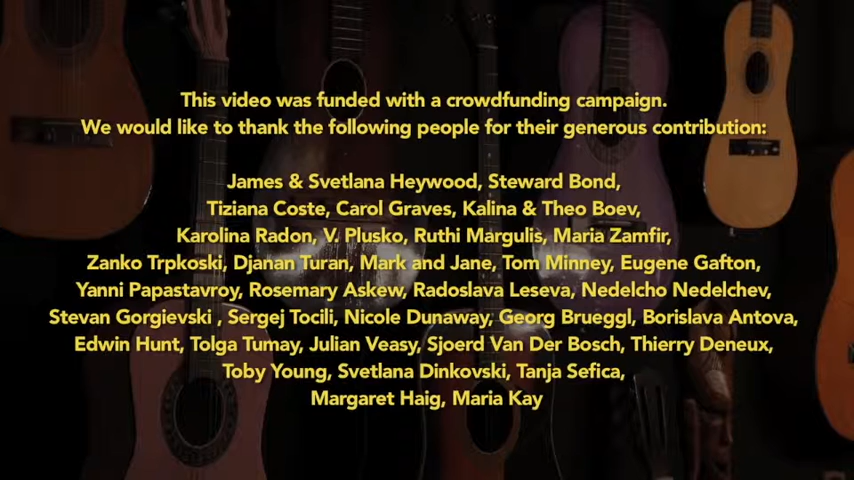 This video was funded with a crowdfunding campaign.
We would like to thank the following people for their generous contribution:
James & Svetlana Heywood, Steward Bond,
Tiziana Coste, Carol Graves, Kalina & Theo Boev,
Karolina Radon, V. Plusko, Ruthi Margulis, Maria Zamfir,
Zanko Trpkoski, Djanan Turan, Mark and Jane, Tom Minney, Eugene Gafton,
Yanni Papastavroy, Rosemary Askew, Radoslava Leseva, Nedelcho Nedelchev,
Stevan Gorgievski , Sergej Tocili, Nicole Dunaway, Georg Brueggl, Borislava Antova,
Edwin Hunt, Tolga Tumay, Julian Veasy, Sjoerd Van Der Bosch, Thierry Deneux,
Toby Young, Svetlana Dinkovski, Tanja Sefica,
Margaret Haig, Maria Kay